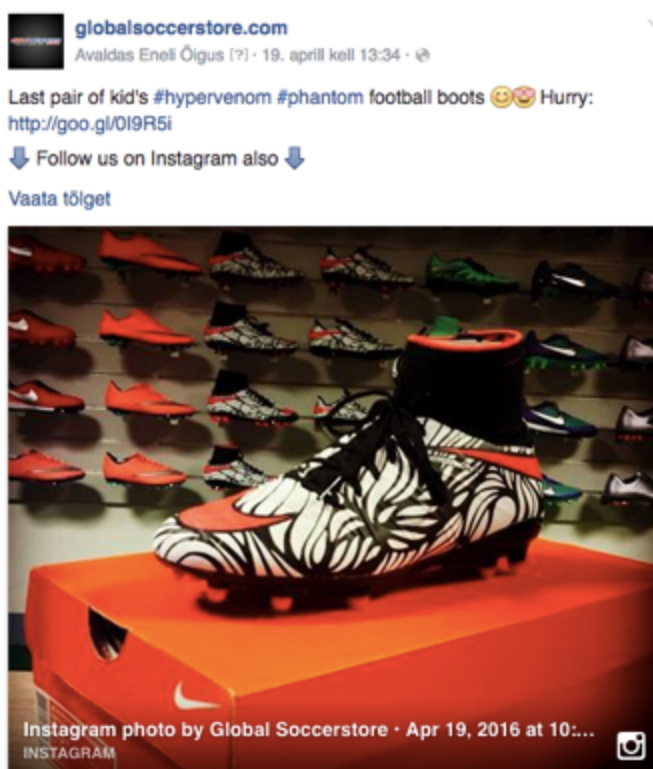 globalsoccerstore.com
Avaldas Eneli Õigus [?] · 19. aprill kell 13:34 ·
Last pair of kid's #hypervenom #phantom football boots 😊😍 Hurry:
http://goo.gl/0I9R5i
⬇ Follow us on Instagram also ⬇
Vaata tõlget
Instagram photo by Global Soccerstore · Apr 19, 2016 at 10:...
INSTAGRAM